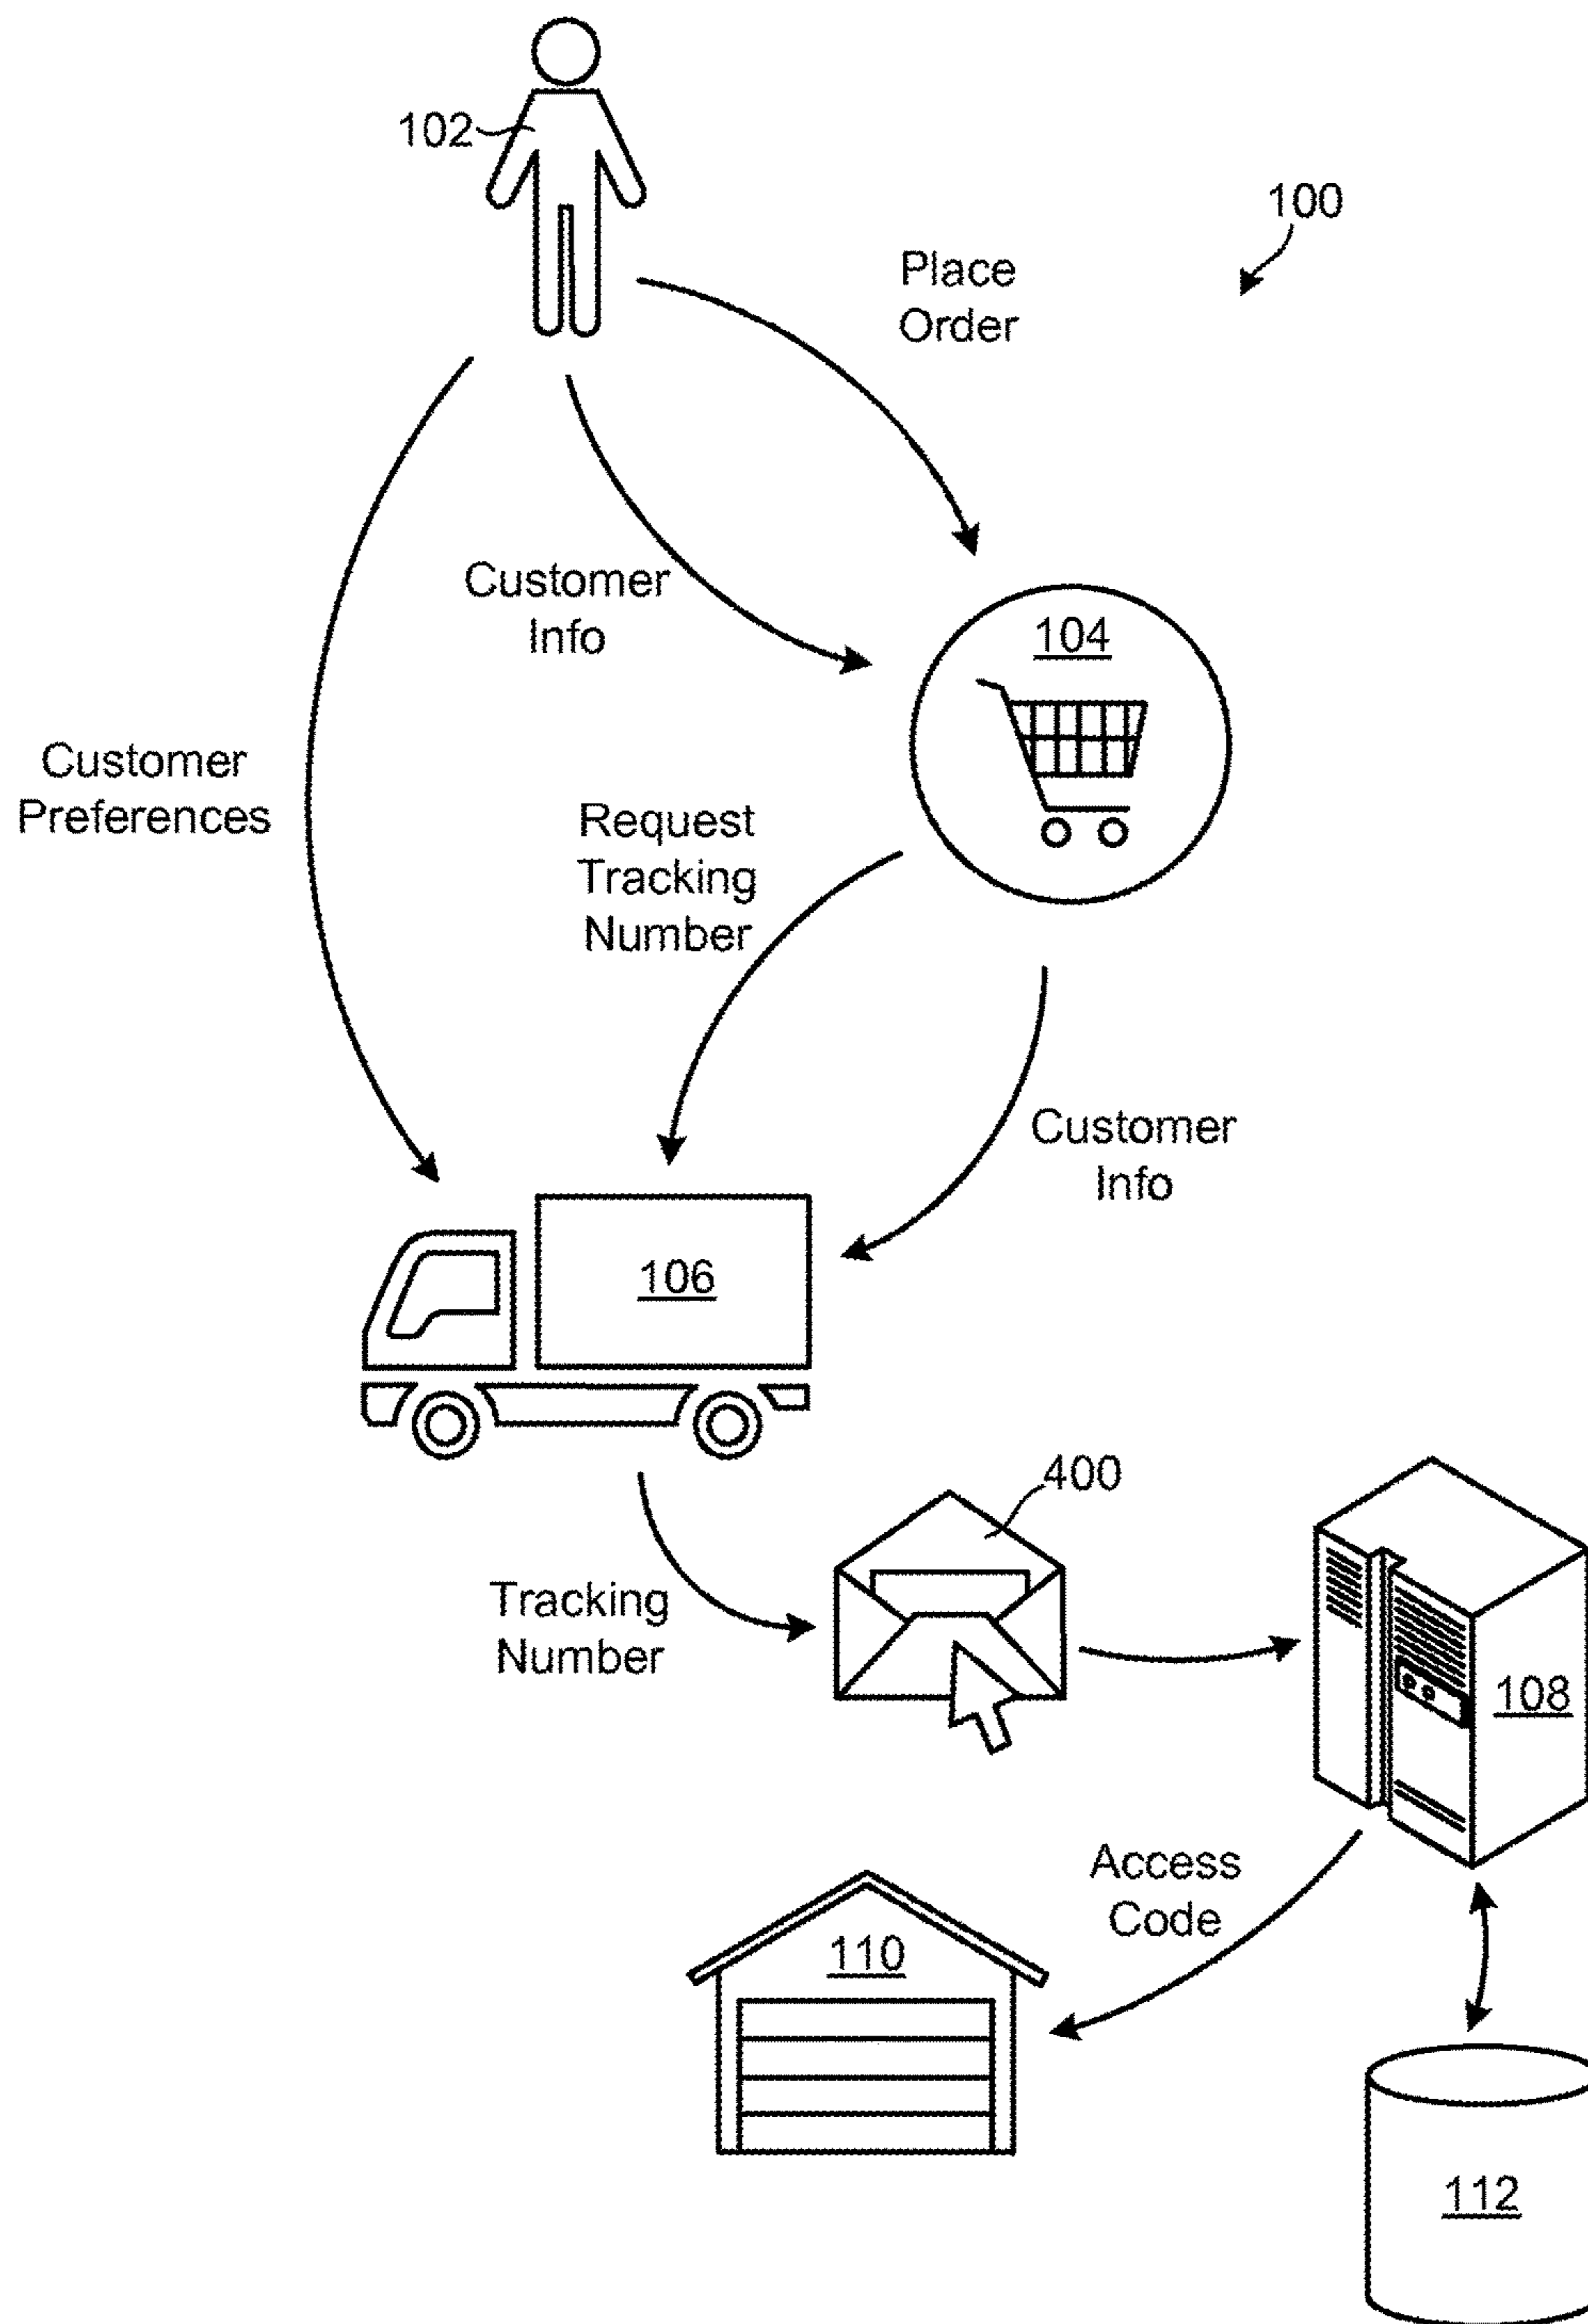 102
100
Place
Order
Customer
Info
104
Customer
Preferences
Request
Tracking
Number
Customer
Info
106
400
Tracking
Number
108
Access
Code
110
112